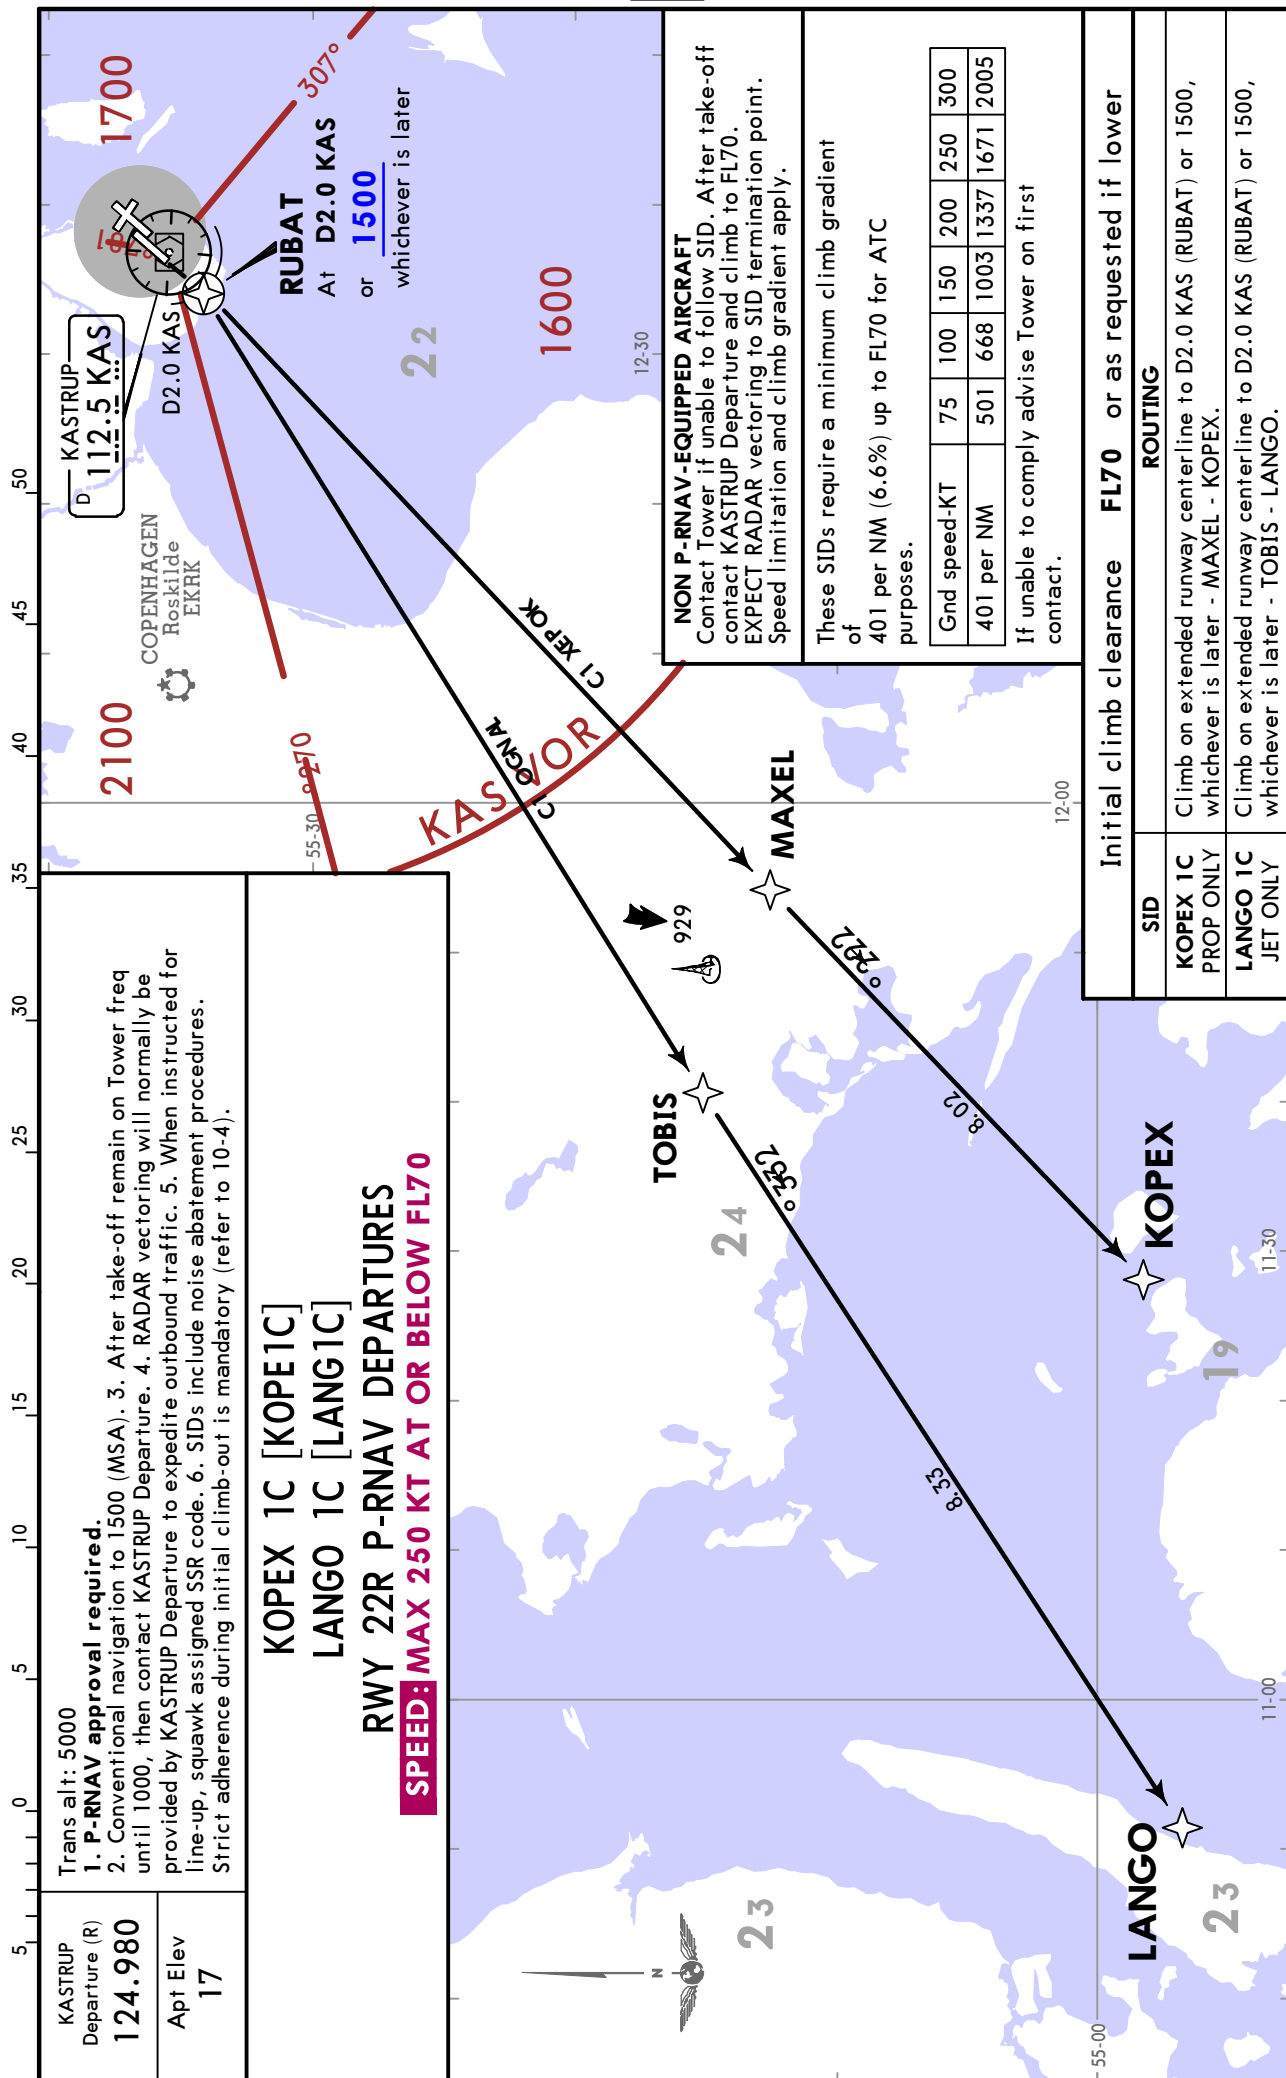 KASTRUP
Departure (R)
124.980
Apt Elev
17
Trans alt: 5000
1. P-RNAV approval required.
2. Conventional navigation to 1500 (MSA). 3. After take-off remain on Tower freq
until 1000, then contact KASTRUP Departure. 4. RADAR vectoring will normally be
provided by KASTRUP Departure to expedite outbound traffic. 5. When instructed for
line-up, squawk assigned SSR code. 6. SIDs include noise abatement procedures.
Strict adherence during initial climb-out is mandatory (refer to 10-4).
KOPEX 1C [KOPE1C]
LANGO 1C [LANG1C]
RWY 22R P-RNAV DEPARTURES
SPEED: MAX 250 KT AT OR BELOW FL70
5 0 5 10 15 20 25 30 35 40 45 50
2100
1700
1600
307°
KAS VOR
COPENHAGEN
Roskilde
EKRK
KASTRUP
D 112.5 KAS
D2.0 KAS
RUBAT
At D2.0 KAS
or 1500
whichever is later
22
12-30
55-30
12-00
MAXEL
929
TOBIS
24
8.02
8.33
KOPEX
19
11-30
11-00
LANGO
23
23
55-00
N
NON P-RNAV-EQUIPPED AIRCRAFT
Contact Tower if unable to follow SID. After take-off
contact KASTRUP Departure and climb to FL70.
EXPECT RADAR vectoring to SID termination point.
Speed limitation and climb gradient apply.
These SIDs require a minimum climb gradient
of
401 per NM (6.6%) up to FL70 for ATC
purposes.
Gnd speed-KT 75 100 150 200 250 300
401 per NM 501 668 1003 1337 1671 2005
If unable to comply advise Tower on first
contact.
Initial climb clearance FL70 or as requested if lower
SID ROUTING
KOPEX 1C
PROP ONLY
Climb on extended runway centerline to D2.0 KAS (RUBAT) or 1500,
whichever is later - MAXEL - KOPEX.
LANGO 1C
JET ONLY
Climb on extended runway centerline to D2.0 KAS (RUBAT) or 1500,
whichever is later - TOBIS - LANGO.